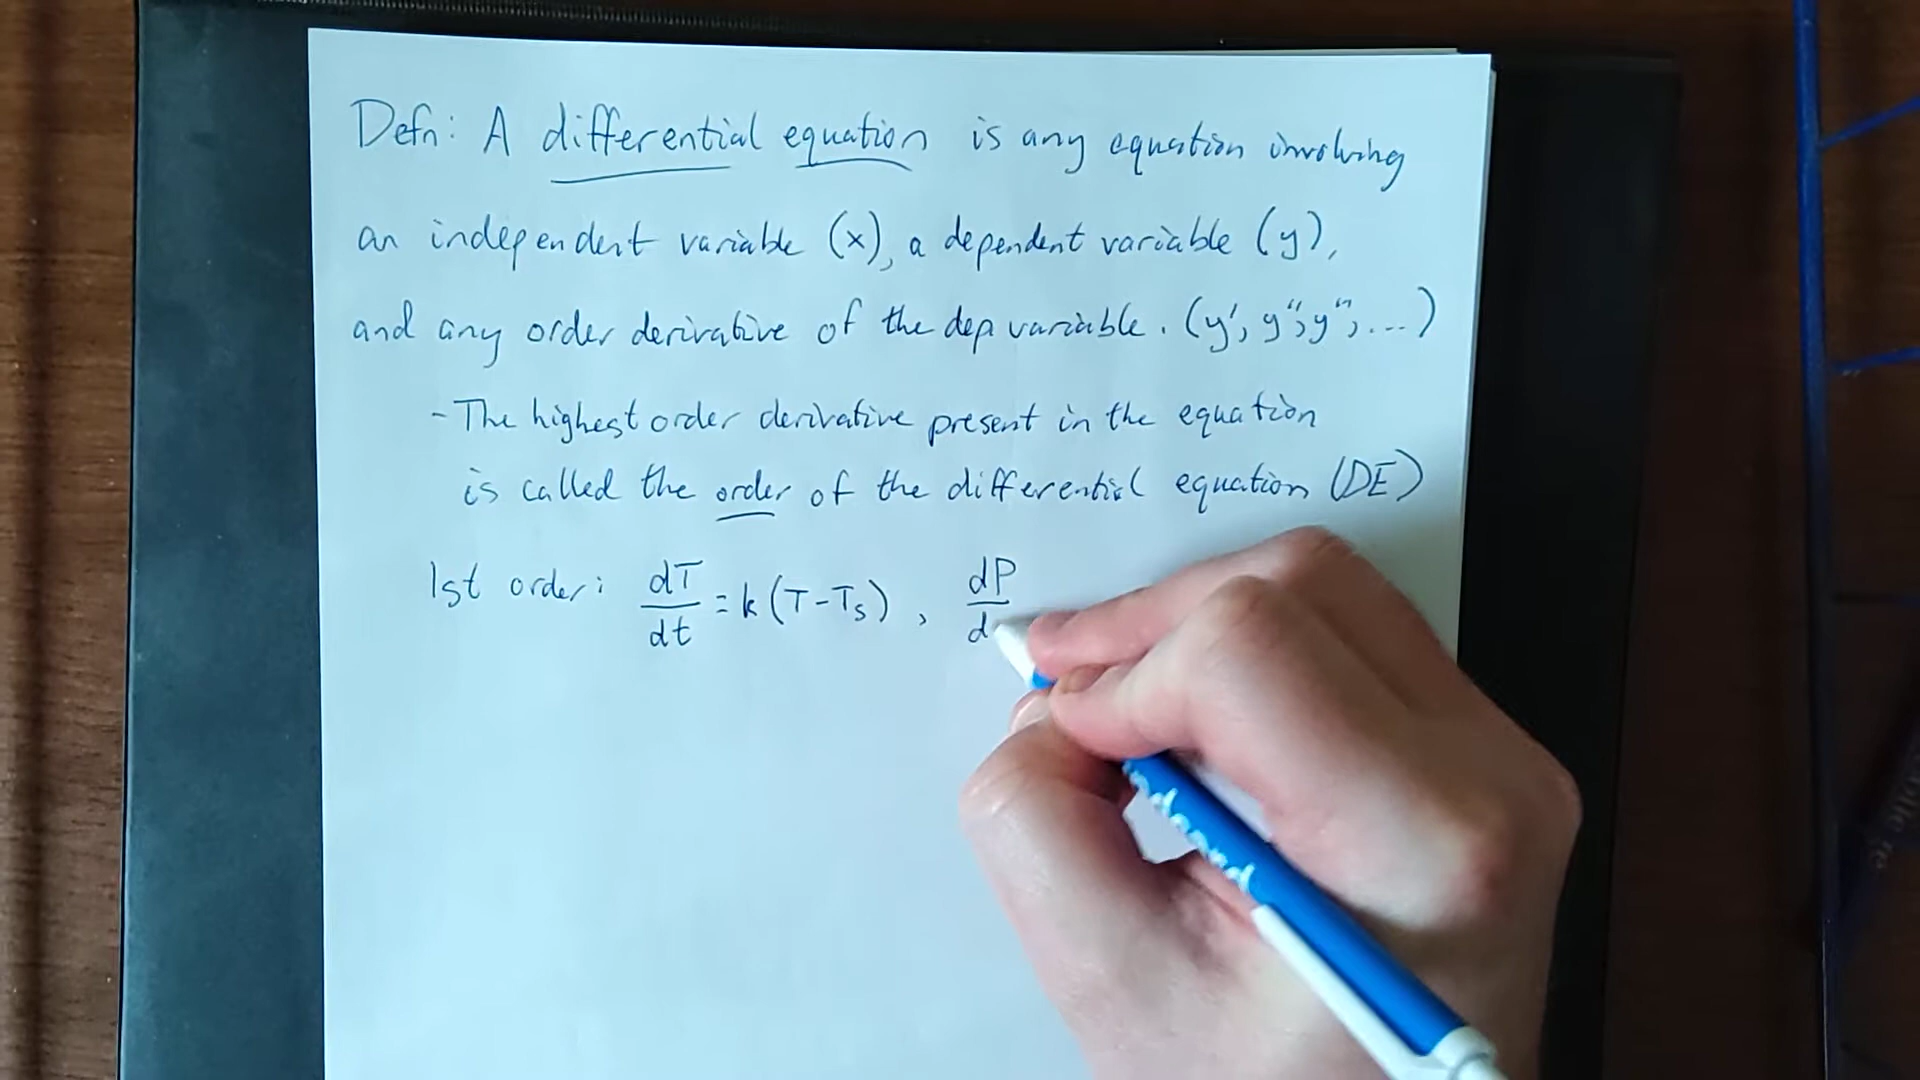 Defn: A differential equation is any equation involving
an independent variable (x), a dependent variable (y),
and any order derivative of the dep variable. (y', y'', y''', ...)
- The highest order derivative present in the equation
is called the order of the differential equation (DE)
1st order: dT/dt = k(T-Ts), dP/d